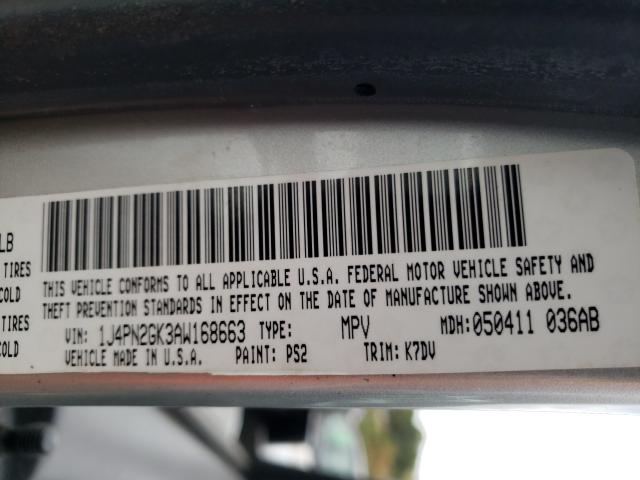 LB
TIRES
COLD
TIRES
COLD
THIS VEHICLE CONFORMS TO ALL APPLICABLE U.S.A. FEDERAL MOTOR VEHICLE SAFETY AND
THEFT PREVENTION STANDARDS IN EFFECT ON THE DATE OF MANUFACTURE SHOWN ABOVE.
VIN: 1J4PN2GK3AW168663 TYPE: MPV MDH:050411 036AB
VEHICLE MADE IN U.S.A. PAINT: PS2 TRIM:K7DV